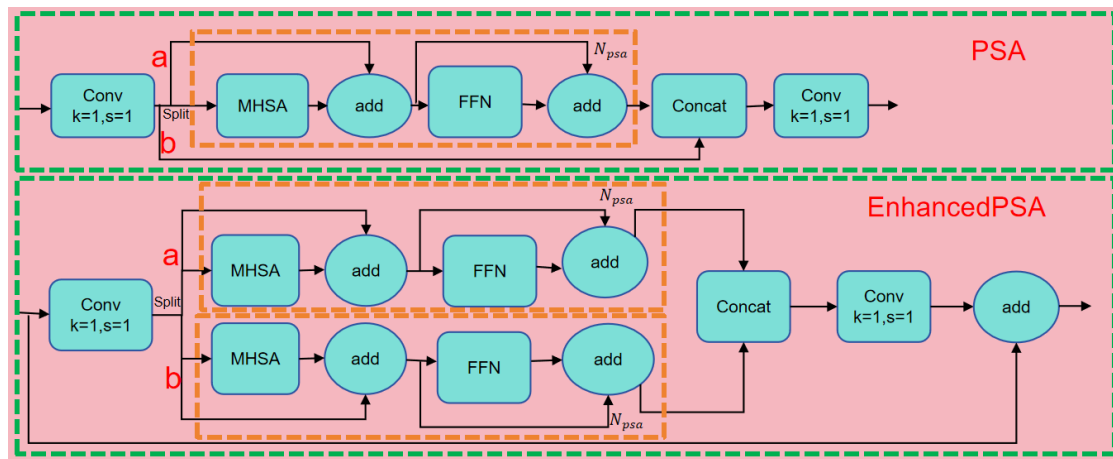 PSA
a
N_psa
Conv
k=1,s=1
Split
MHSA
add
FFN
add
Concat
Conv
k=1,s=1
b
EnhancedPSA
N_psa
a
MHSA
add
FFN
add
Conv
k=1,s=1
Split
Concat
Conv
k=1,s=1
add
b
MHSA
add
FFN
add
N_psa